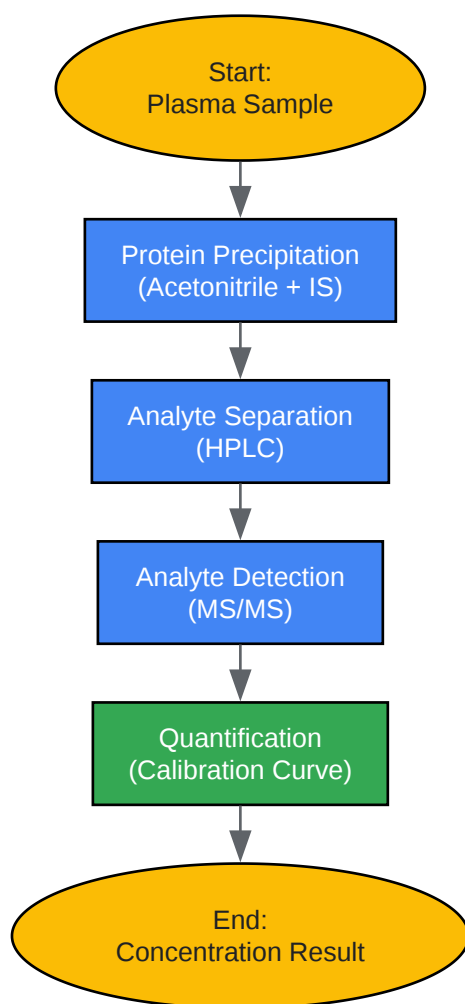 Start:
Plasma Sample
Protein Precipitation
(Acetonitrile + IS)
Analyte Separation
(HPLC)
Analyte Detection
(MS/MS)
Quantification
(Calibration Curve)
End:
Concentration Result